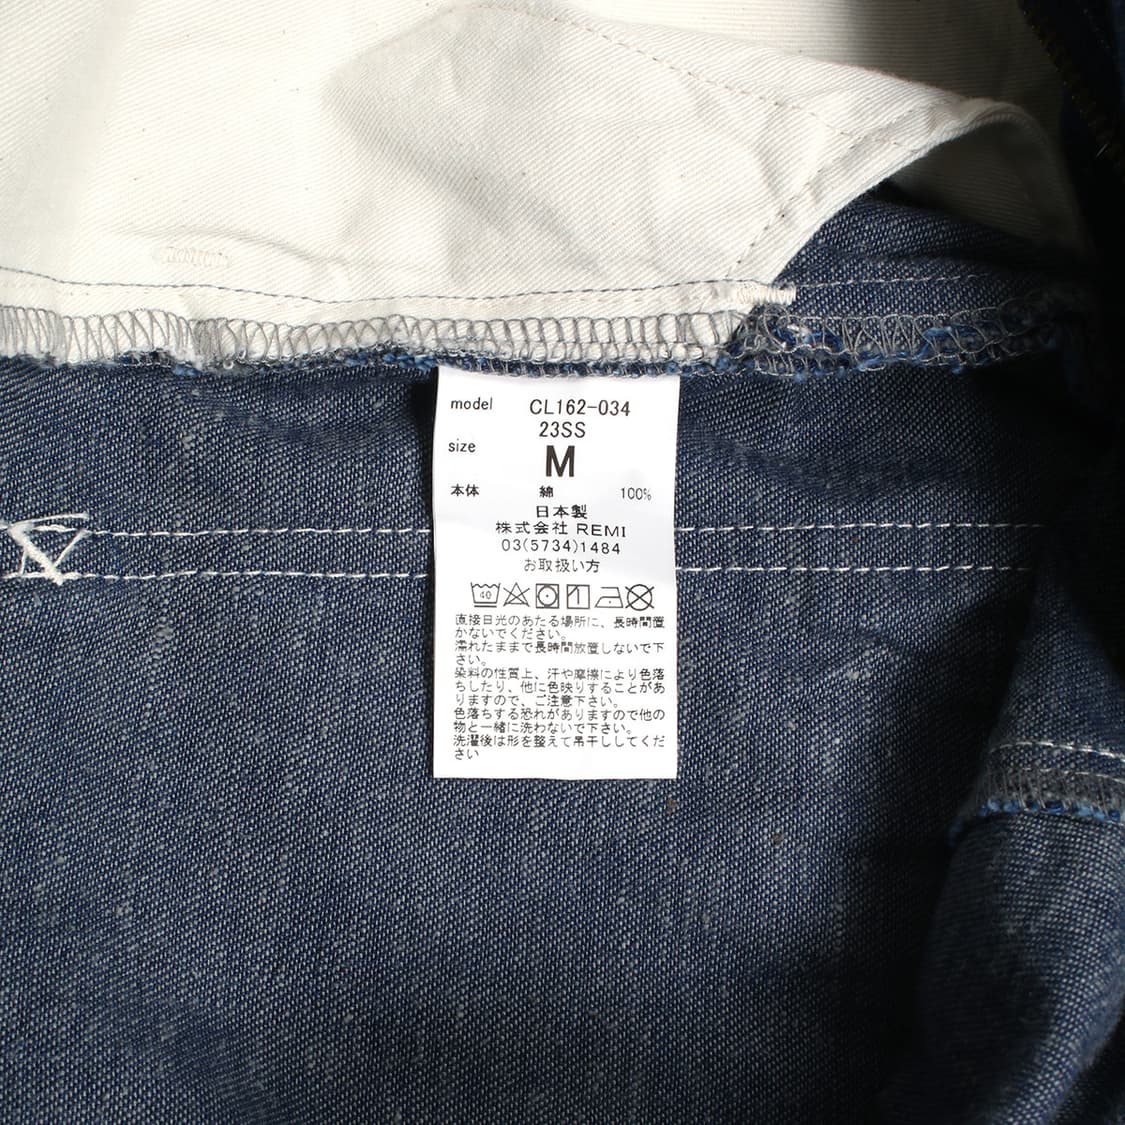 model CL162-034
23SS
size M
本体 綿 100%
日本製
株式会社 REMI
03(5734)1484
お取扱い方
40
直接日光のあたる場所に、長時間置
かないでください。
濡れたままで長時間放置しないで下
さい。
染料の性質上、汗や摩擦により色落
ちしたり、他に色映りすることがあ
りますので、ご注意下さい。
色落ちする恐れがありますので他の
物と一緒に洗わないで下さい。
洗濯後は形を整えて吊干ししてくだ
さい